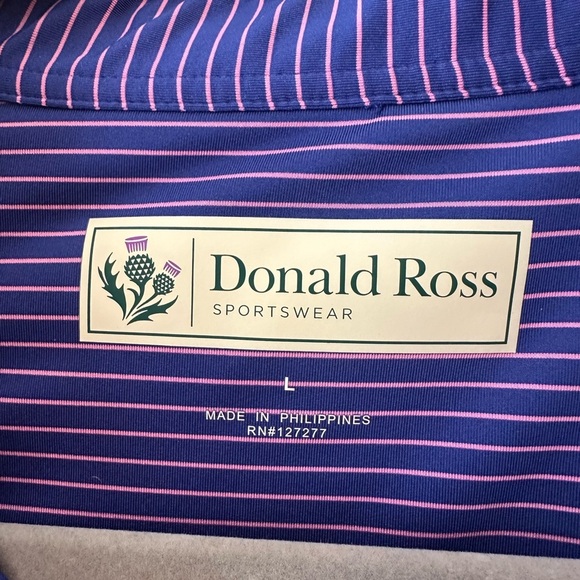 Donald Ross
SPORTSWEAR
L
MADE IN PHILIPPINES
RN#127277